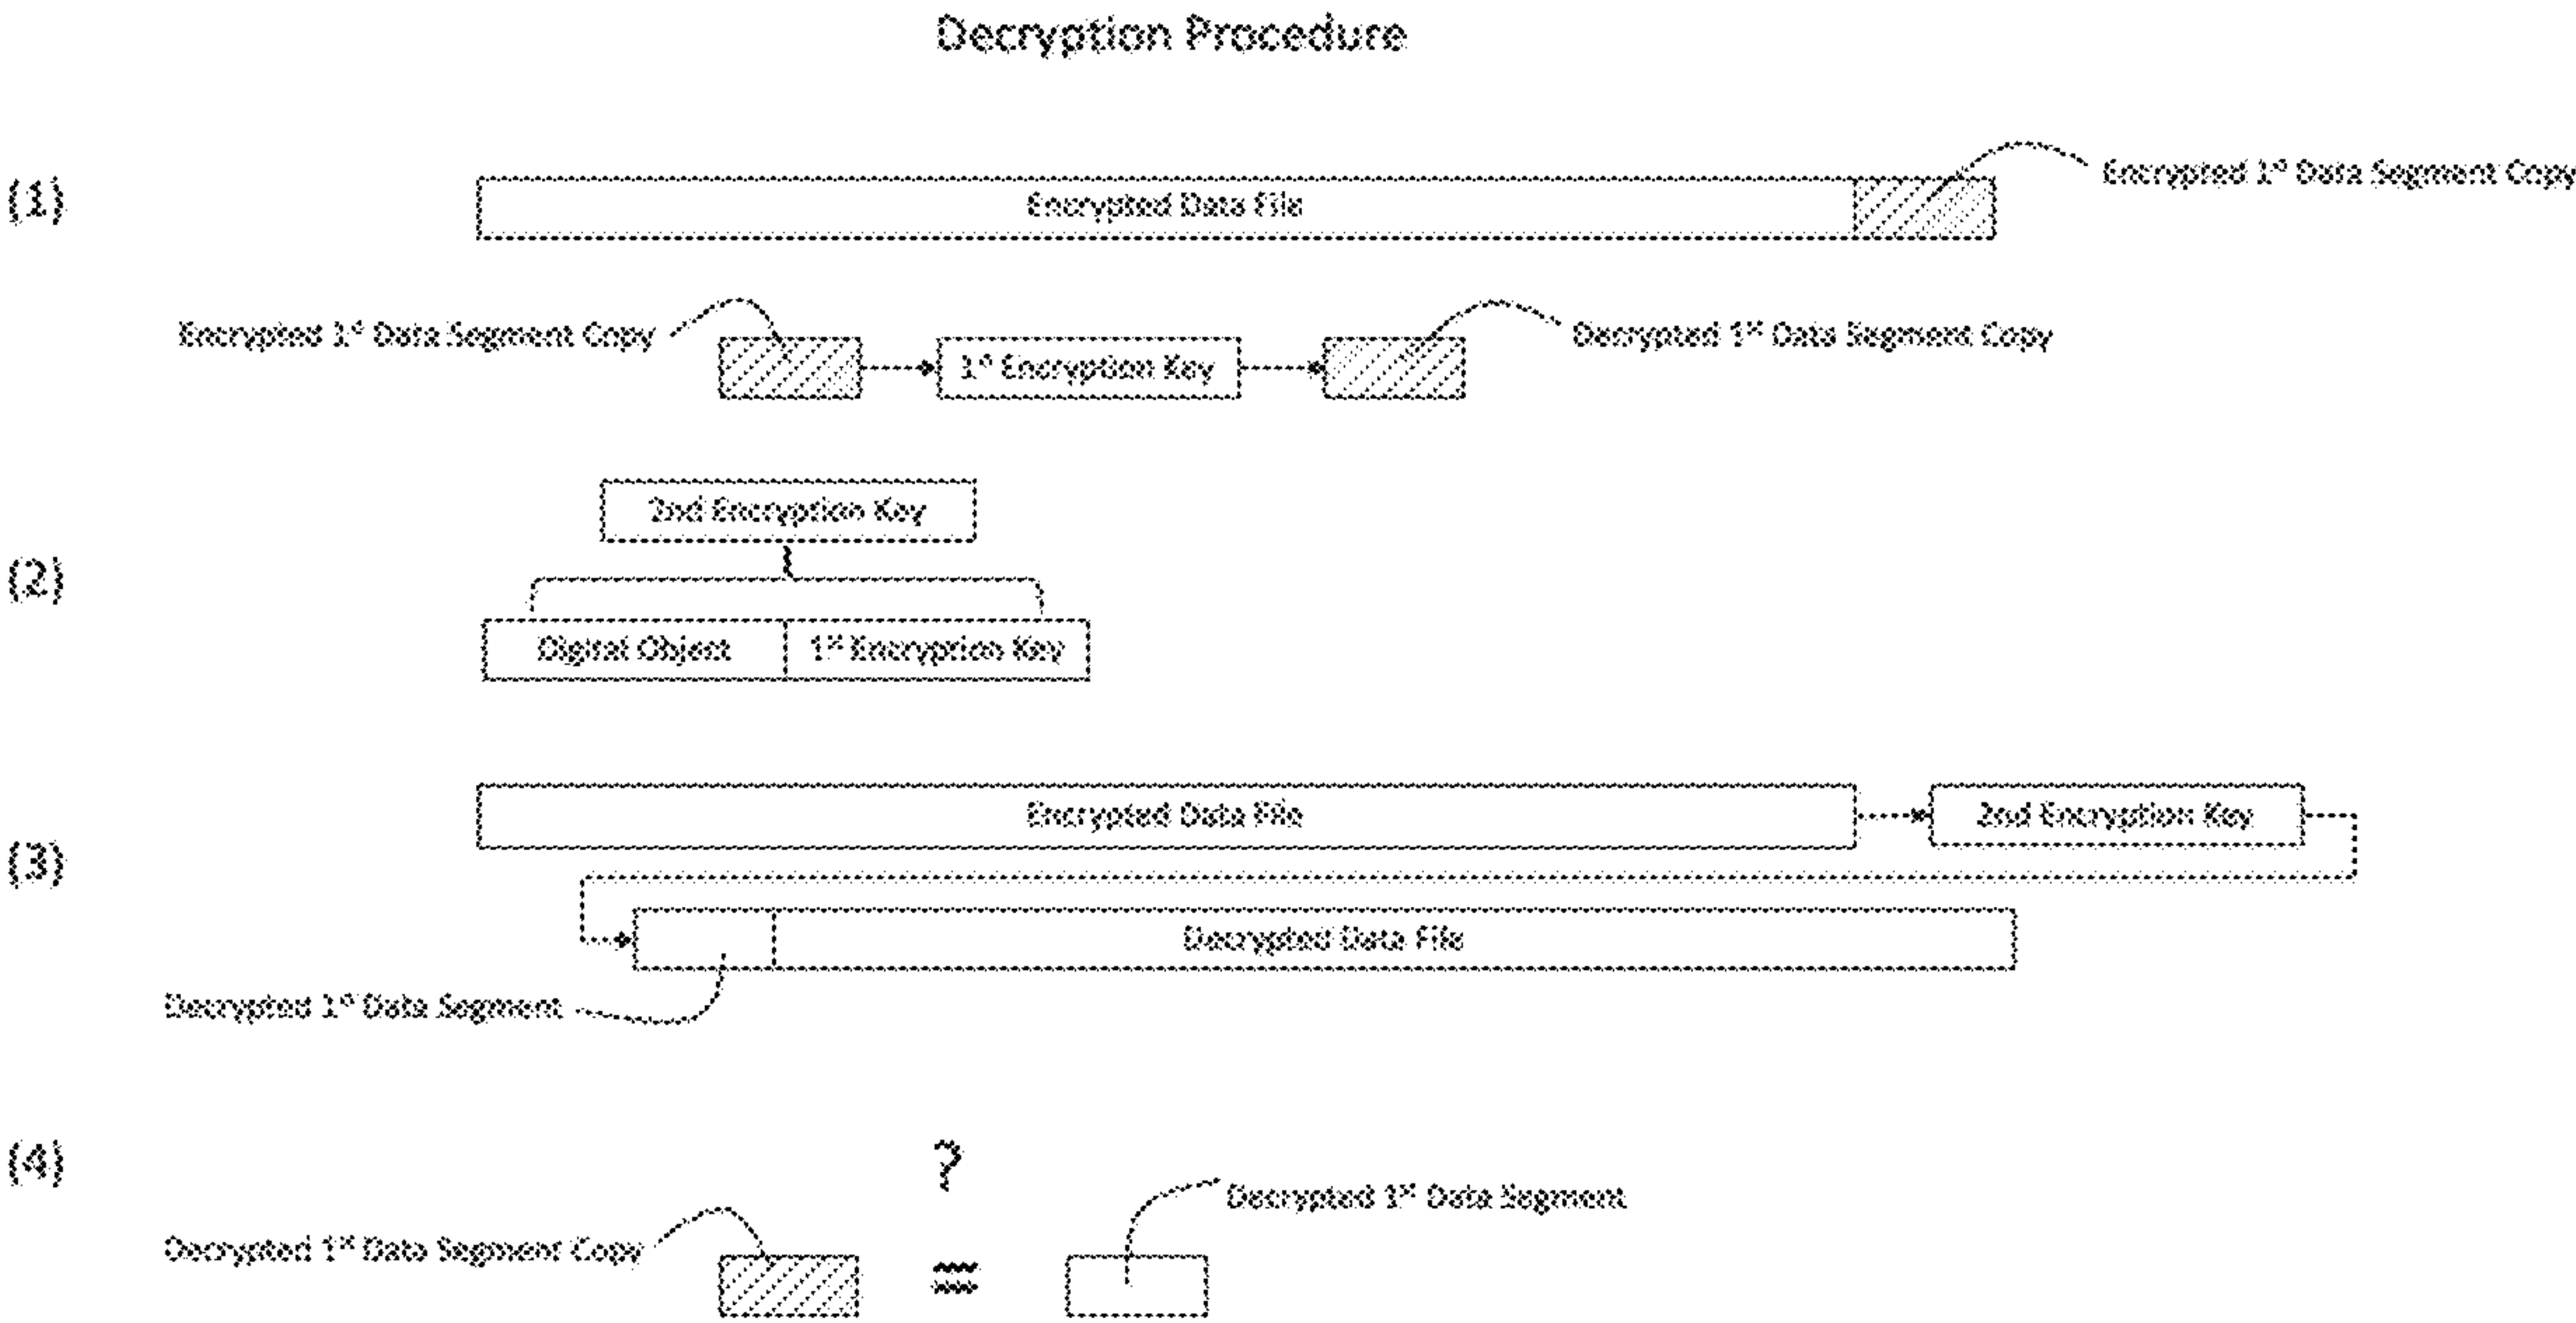 Decryption Procedure
(1)
Encrypted Data File
Encrypted 1st Data Segment Copy
Encrypted 1st Data Segment Copy
1st Encryption Key
Decrypted 1st Data Segment Copy
(2)
2nd Encryption Key
Digital Object
1st Encryption Key
(3)
Encrypted Data File
2nd Encryption Key
Decrypted Data File
Decrypted 1st Data Segment
(4)
?
Decrypted 1st Data Segment
Decrypted 1st Data Segment Copy
=